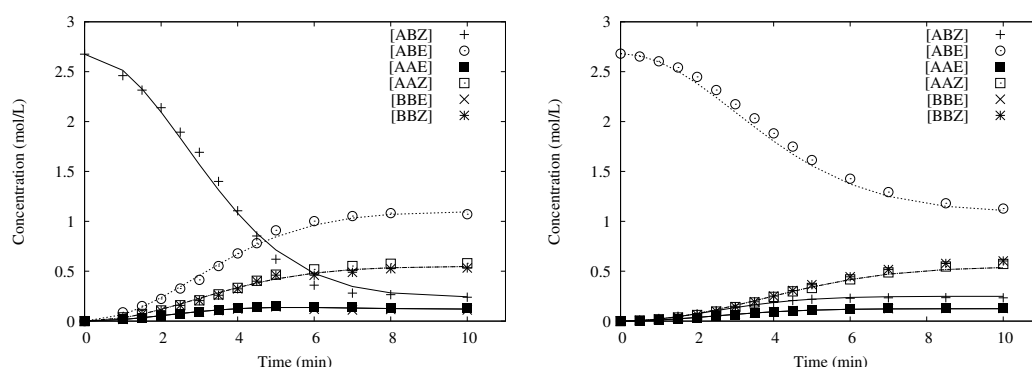 3
2.5
2
1.5
1
0.5
0
0 2 4 6 8 10
Concentration (mol/L)
Time (min)
[ABZ]
[ABE]
[AAE]
[AAZ]
[BBE]
[BBZ]
3
2.5
2
1.5
1
0.5
0
0 2 4 6 8 10
Concentration (mol/L)
Time (min)
[ABZ]
[ABE]
[AAE]
[AAZ]
[BBE]
[BBZ]